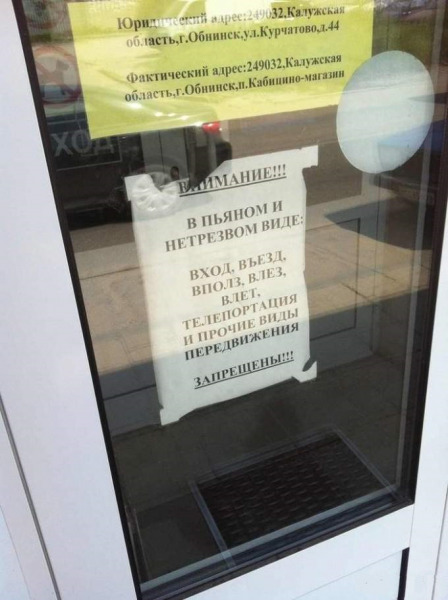 Юридический адрес:249032,Калужская
область,г.Обнинск,ул.Курчатово,д.44
Фактический адрес:249032,Калужская
область,г.Обнинск,п.Кабицино-магазин
ХОД
ВНИМАНИЕ!!!
В ПЬЯНОМ И
НЕТРЕЗВОМ ВИДЕ:
ВХОД, ВЪЕЗД,
ВПОЛЗ, ВЛЕЗ,
ВЛЕТ,
ТЕЛЕПОРТАЦИЯ
И ПРОЧИЕ ВИДЫ
ПЕРЕДВИЖЕНИЯ
ЗАПРЕЩЕНЫ!!!